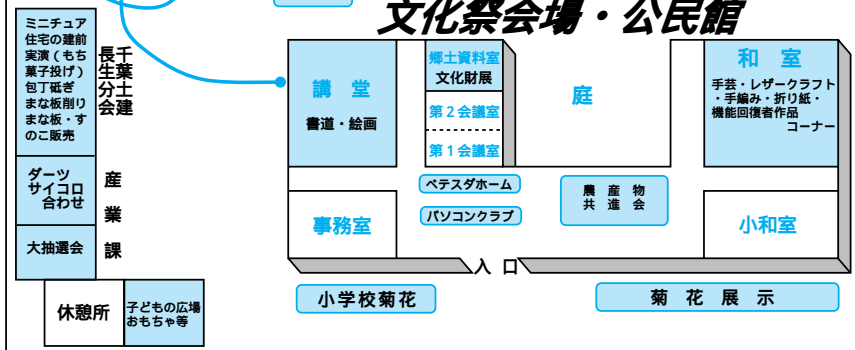 文化祭会場・公民館
ミニチュア
住宅の建前
実演（もち
菓子投げ）
包丁砥ぎ
まな板削り
まな板・す
のこ販売
千葉土建
長生分会
ダーツ
サイコロ
合わせ
大抽選会
産業課
休憩所
子どもの広場
おもちゃ等
講堂
書道・絵画
郷土資料室
文化財展
第２会議室
第１会議室
庭
和室
手芸・レザークラフト
・手編み・折り紙・
機能回復者作品
コーナー
ベテスダホーム
パソコンクラブ
農産物
共進会
事務室
小和室
入口
小学校菊花
菊花展示